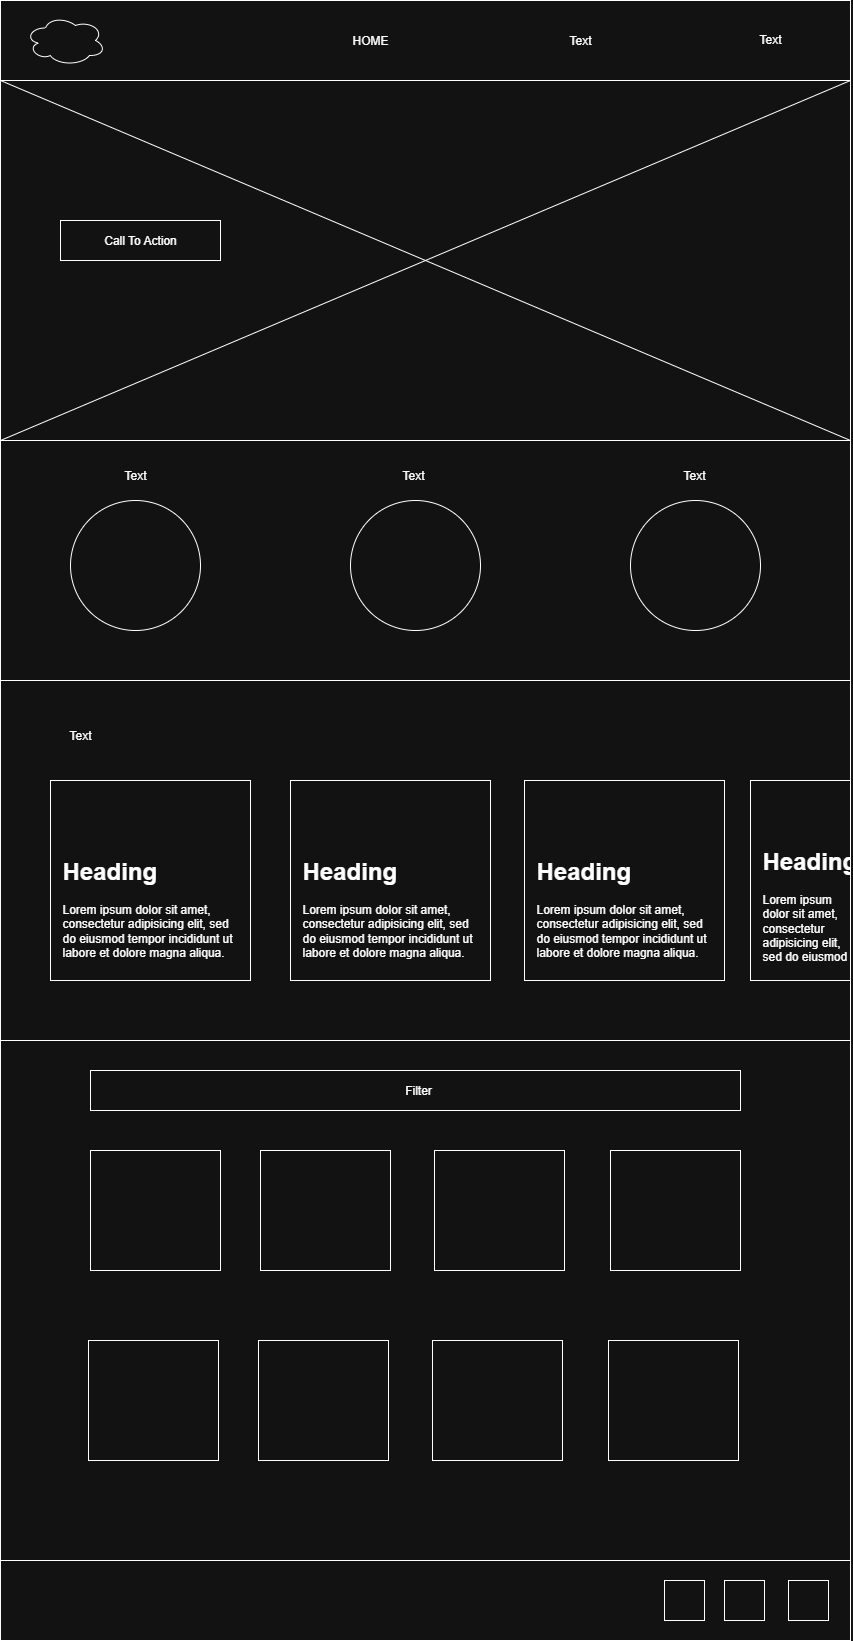 HOME
Text
Text
Call To Action
Text
Text
Text
Text
Heading
Lorem ipsum dolor sit amet,
consectetur adipisicing elit, sed
do eiusmod tempor incididunt ut
labore et dolore magna aliqua.
Heading
Lorem ipsum dolor sit amet,
consectetur adipisicing elit, sed
do eiusmod tempor incididunt ut
labore et dolore magna aliqua.
Heading
Lorem ipsum dolor sit amet,
consectetur adipisicing elit, sed
do eiusmod tempor incididunt ut
labore et dolore magna aliqua.
Heading
Lorem ipsum
dolor sit amet,
consectetur
adipisicing elit,
sed do eiusmod
Filter